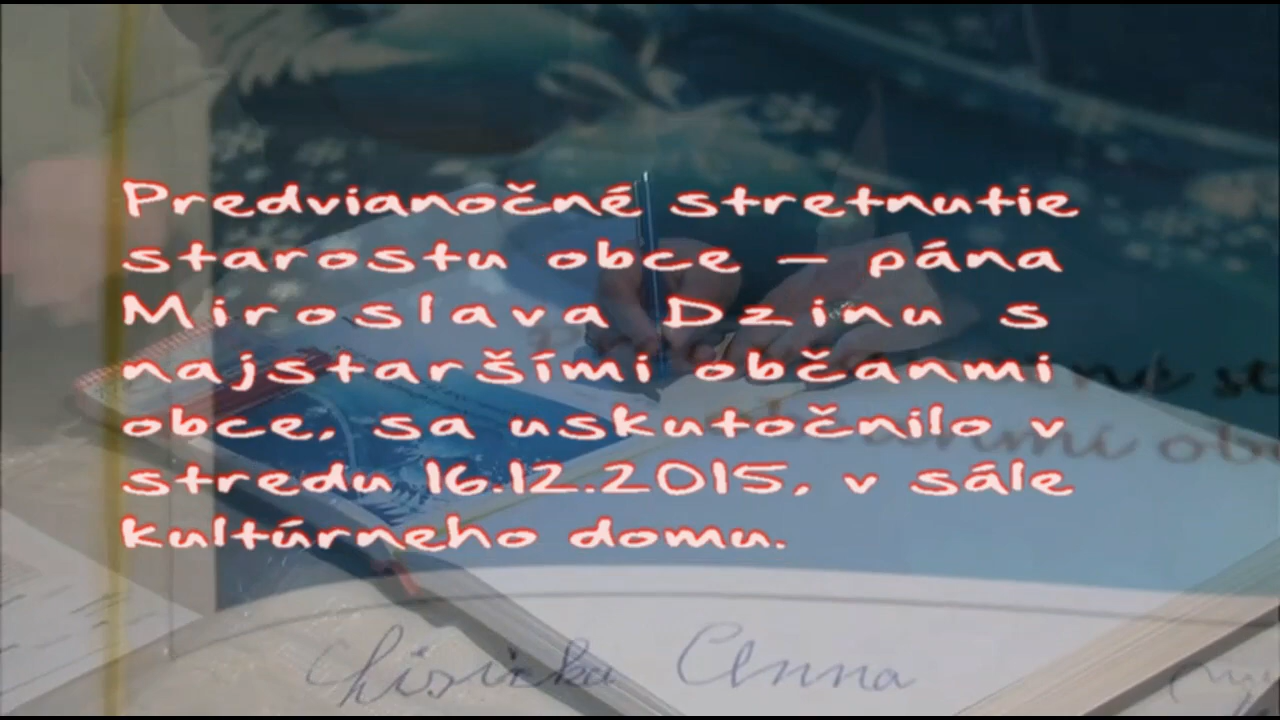 Predvianočné stretnutie
starostu obce – pána
Miroslava Dzinu s
najstaršími občanmi
obce, sa uskutočnilo v
stredu 16.12.2015, v sále
kultúrneho domu.
Anna